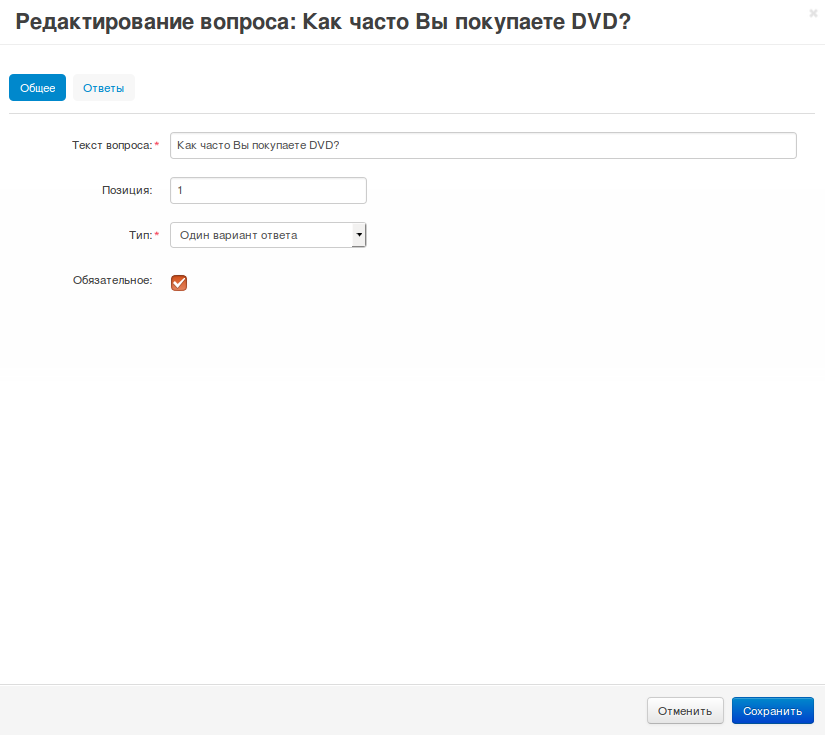 Редактирование вопроса: Как часто Вы покупаете DVD?
Общее Ответы
Текст вопроса:* Как часто Вы покупаете DVD?
Позиция: 1
Тип:* Один вариант ответа
Обязательное:
Отменить Сохранить